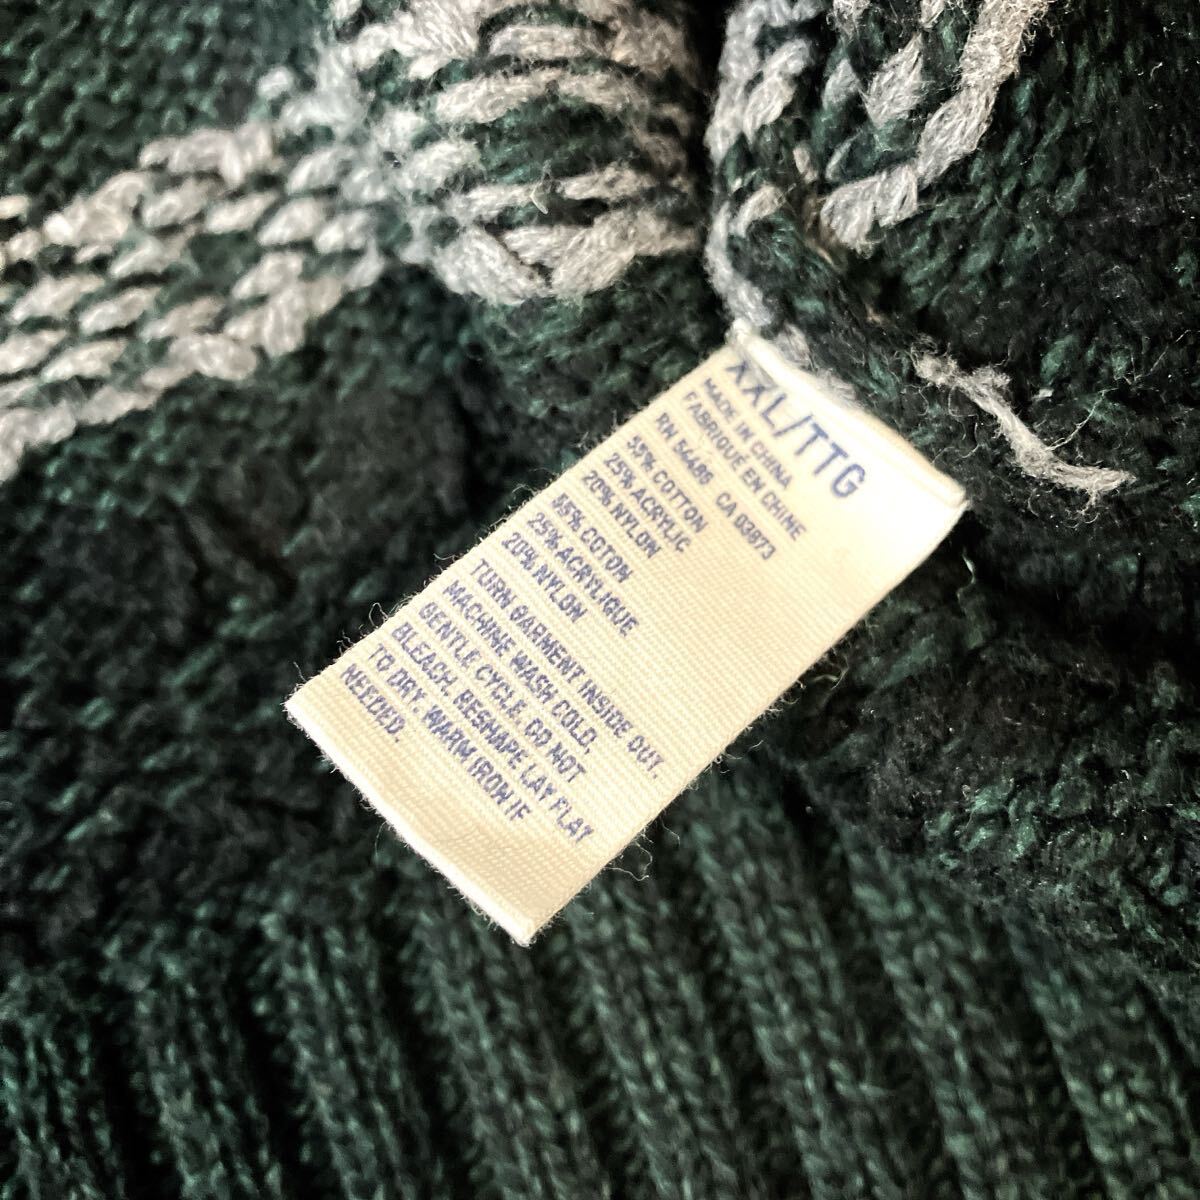 XXL/TTG
MADE IN CHINA
FABRIQUE EN CHINE
RN 54485 CA 03873
55% COTTON
25% ACRYLIC
20% NYLON
55% COTON
25% ACRYLIQUE
20% NYLON
TURN GARMENT INSIDE OUT.
MACHINE WASH COLD,
GENTLE CYCLE. DO NOT
BLEACH. RESHAPE LAY FLAY
TO DRY. WARM IRON IF
NEEDED.